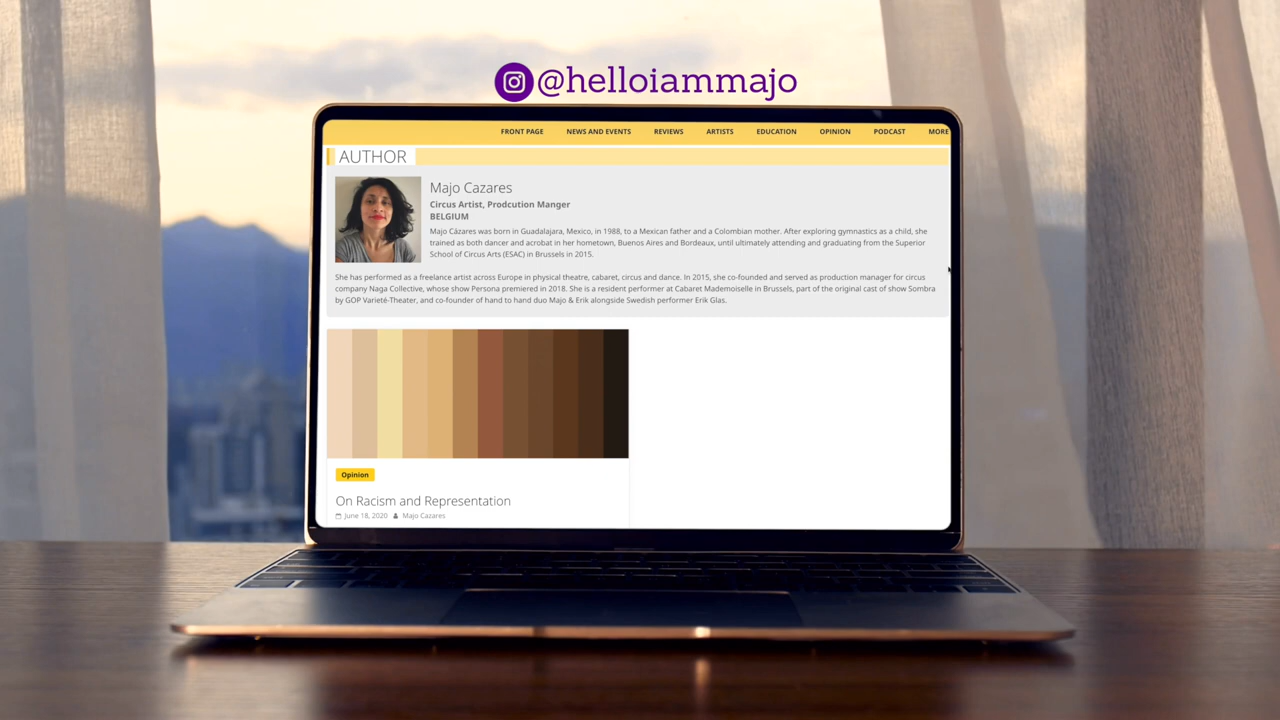 @helloiammajo
FRONT PAGE NEWS AND EVENTS REVIEWS ARTISTS EDUCATION OPINION PODCAST MORE
AUTHOR
Majo Cazares
Circus Artist, Prodcution Manger
BELGIUM
Majo Cázares was born in Guadalajara, Mexico, in 1988, to a Mexican father and a Colombian mother. After exploring gymnastics as a child, she
trained as both dancer and acrobat in her hometown, Buenos Aires and Bordeaux, until ultimately attending and graduating from the Superior
School of Circus Arts (ESAC) in Brussels in 2015.
She has performed as a freelance artist across Europe in physical theatre, cabaret, circus and dance. In 2015, she co-founded and served as production manager for circus
company Naga Collective, whose show Persona premiered in 2018. She is a resident performer at Cabaret Mademoiselle in Brussels, part of the original cast of show Sombra
by GOP Varieté-Theater, and co-founder of hand to hand duo Majo & Erik alongside Swedish performer Erik Glas.
Opinion
On Racism and Representation
June 18, 2020 Majo Cazares